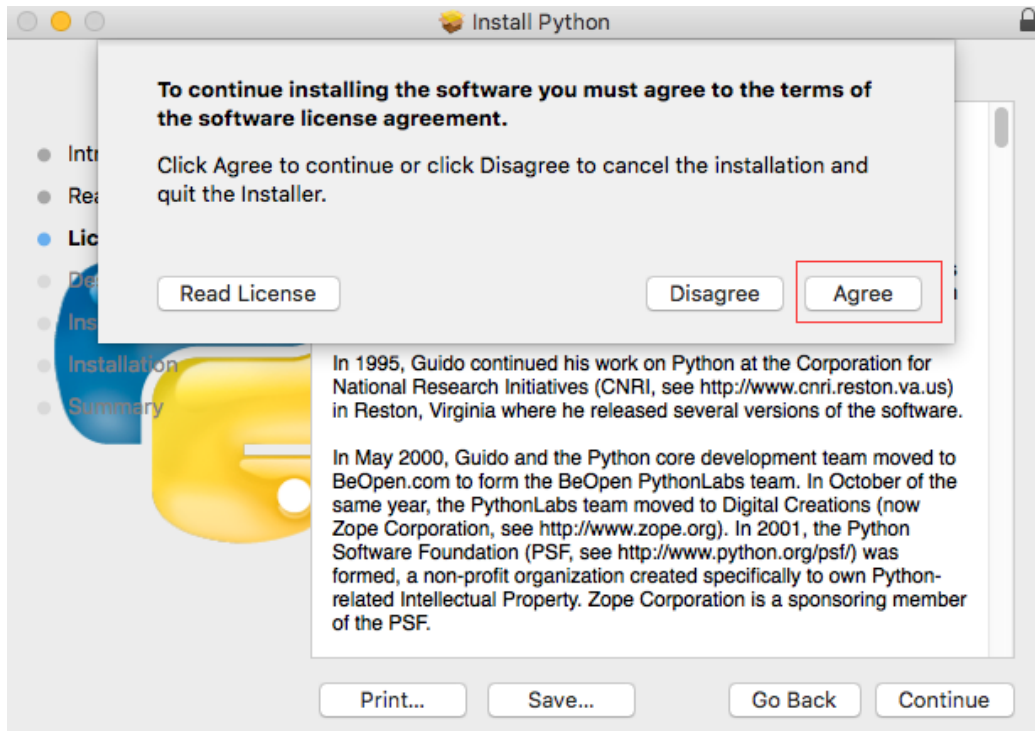 Install Python
To continue installing the software you must agree to the terms of
the software license agreement.
Click Agree to continue or click Disagree to cancel the installation and
quit the Installer.
Read License
Disagree
Agree
Lic
Installation
Summary
In 1995, Guido continued his work on Python at the Corporation for
National Research Initiatives (CNRI, see http://www.cnri.reston.va.us)
in Reston, Virginia where he released several versions of the software.
In May 2000, Guido and the Python core development team moved to
BeOpen.com to form the BeOpen PythonLabs team. In October of the
same year, the PythonLabs team moved to Digital Creations (now
Zope Corporation, see http://www.zope.org). In 2001, the Python
Software Foundation (PSF, see http://www.python.org/psf/) was
formed, a non-profit organization created specifically to own Python-
related Intellectual Property. Zope Corporation is a sponsoring member
of the PSF.
Print...
Save...
Go Back
Continue